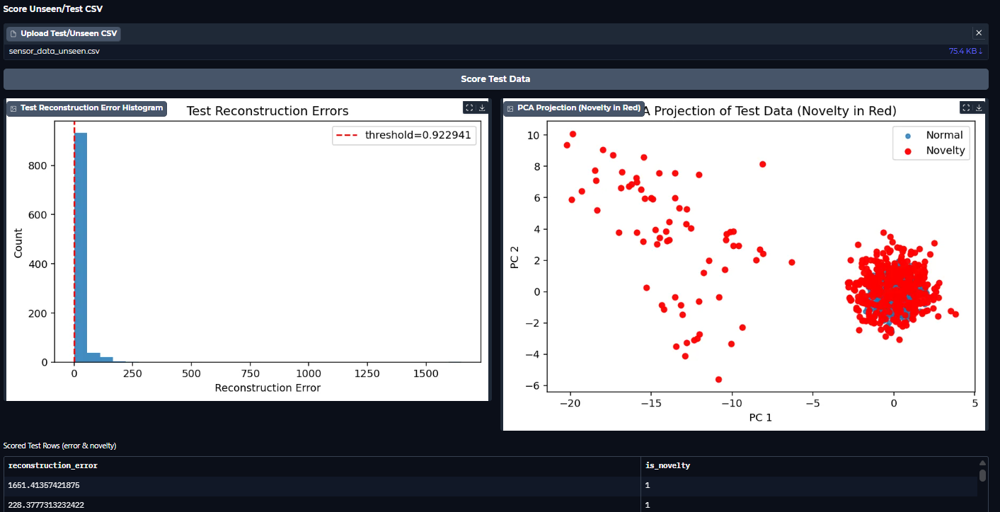 Score Unseen/Test CSV
Upload Test/Unseen CSV
sensor_data_unseen.csv
75.4 KB ↓
Score Test Data
Test Reconstruction Error Histogram
Test Reconstruction Errors
threshold=0.922941
800
600
400
200
0
Count
0 250 500 750 1000 1250 1500
Reconstruction Error
PCA Projection (Novelty in Red)
A Projection of Test Data (Novelty in Red)
Normal
Novelty
10
8
6
4
2
0
−2
−4
−6
PC 2
−20 −15 −10 −5 0 5
PC 1
Scored Test Rows (error & novelty)
reconstruction_error is_novelty
1651.41357421875 1
228.3777313232422 1